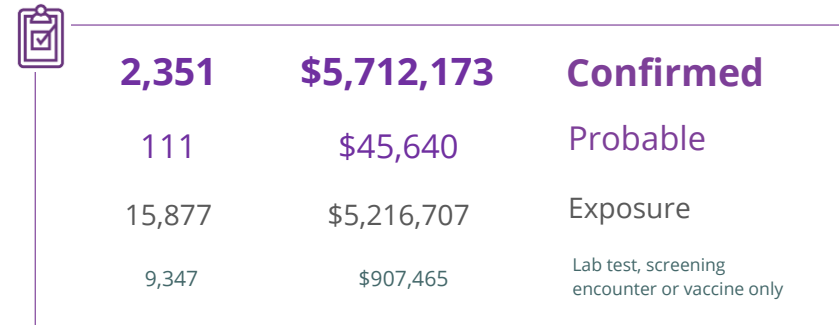 2,351 $5,712,173 Confirmed
111 $45,640 Probable
15,877 $5,216,707 Exposure
9,347 $907,465 Lab test, screening
encounter or vaccine only